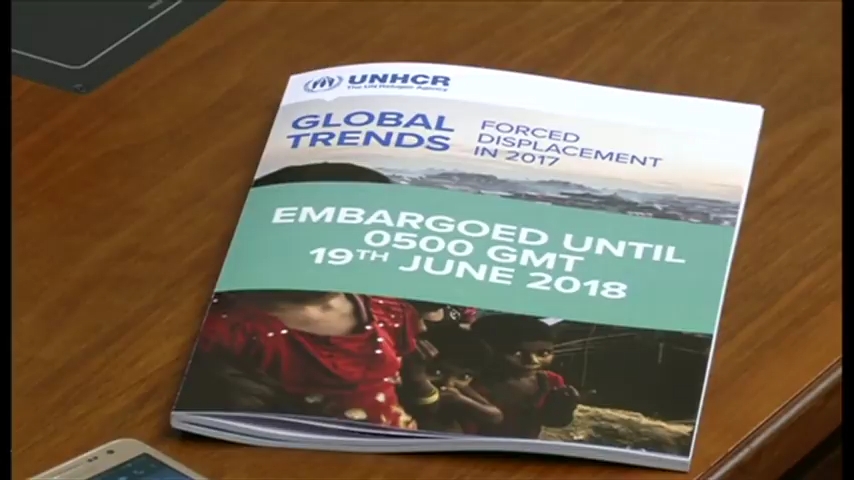 UNHCR
The UN Refugee Agency
GLOBAL
TRENDS
FORCED
DISPLACEMENT
IN 2017
EMBARGOED UNTIL
0500 GMT
19TH JUNE 2018